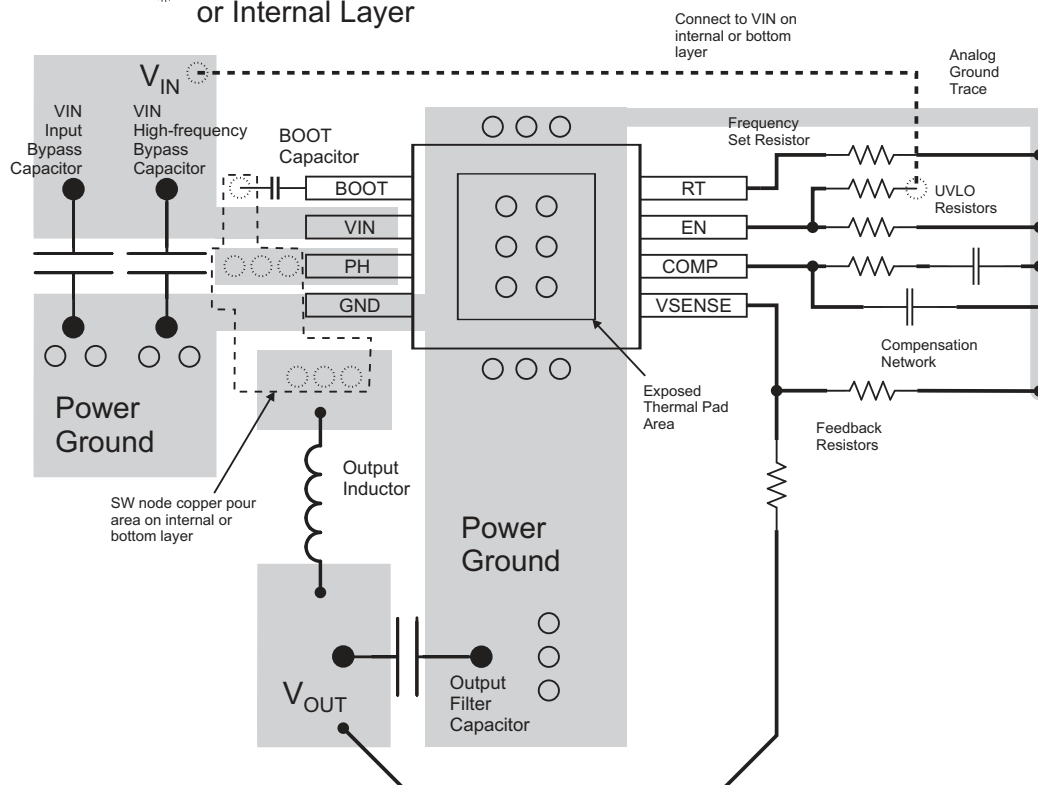 or Internal Layer
Connect to VIN on
internal or bottom
layer
Analog
Ground
Trace
VIN
VIN
Input
Bypass
Capacitor
VIN
High-frequency
Bypass
Capacitor
BOOT
Capacitor
Frequency
Set Resistor
BOOT
VIN
PH
GND
RT
EN
COMP
VSENSE
UVLO
Resistors
Compensation
Network
Exposed
Thermal Pad
Area
Feedback
Resistors
Power
Ground
SW node copper pour
area on internal or
bottom layer
Output
Inductor
Power
Ground
VOUT
Output
Filter
Capacitor